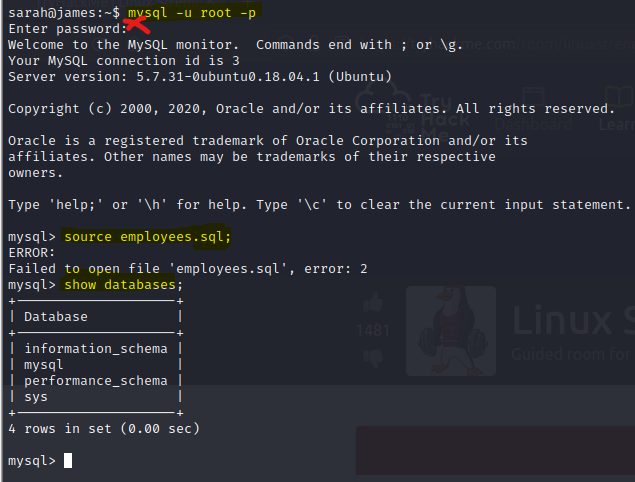 sarah@james:~$ mysql -u root -p
Enter password:
Welcome to the MySQL monitor.  Commands end with ; or \g.
Your MySQL connection id is 3
Server version: 5.7.31-0ubuntu0.18.04.1 (Ubuntu)
Copyright (c) 2000, 2020, Oracle and/or its affiliates. All rights reserved.
Oracle is a registered trademark of Oracle Corporation and/or its
affiliates. Other names may be trademarks of their respective
owners.
Type 'help;' or '\h' for help. Type '\c' to clear the current input statement.
mysql> source employees.sql;
ERROR:
Failed to open file 'employees.sql', error: 2
mysql> show databases;
+--------------------+
| Database           |
+--------------------+
| information_schema |
| mysql              |
| performance_schema |
| sys                |
+--------------------+
4 rows in set (0.00 sec)
mysql>
Try
Hack
Me
Dashboard
Learn
1481
Linux S
Guided room for